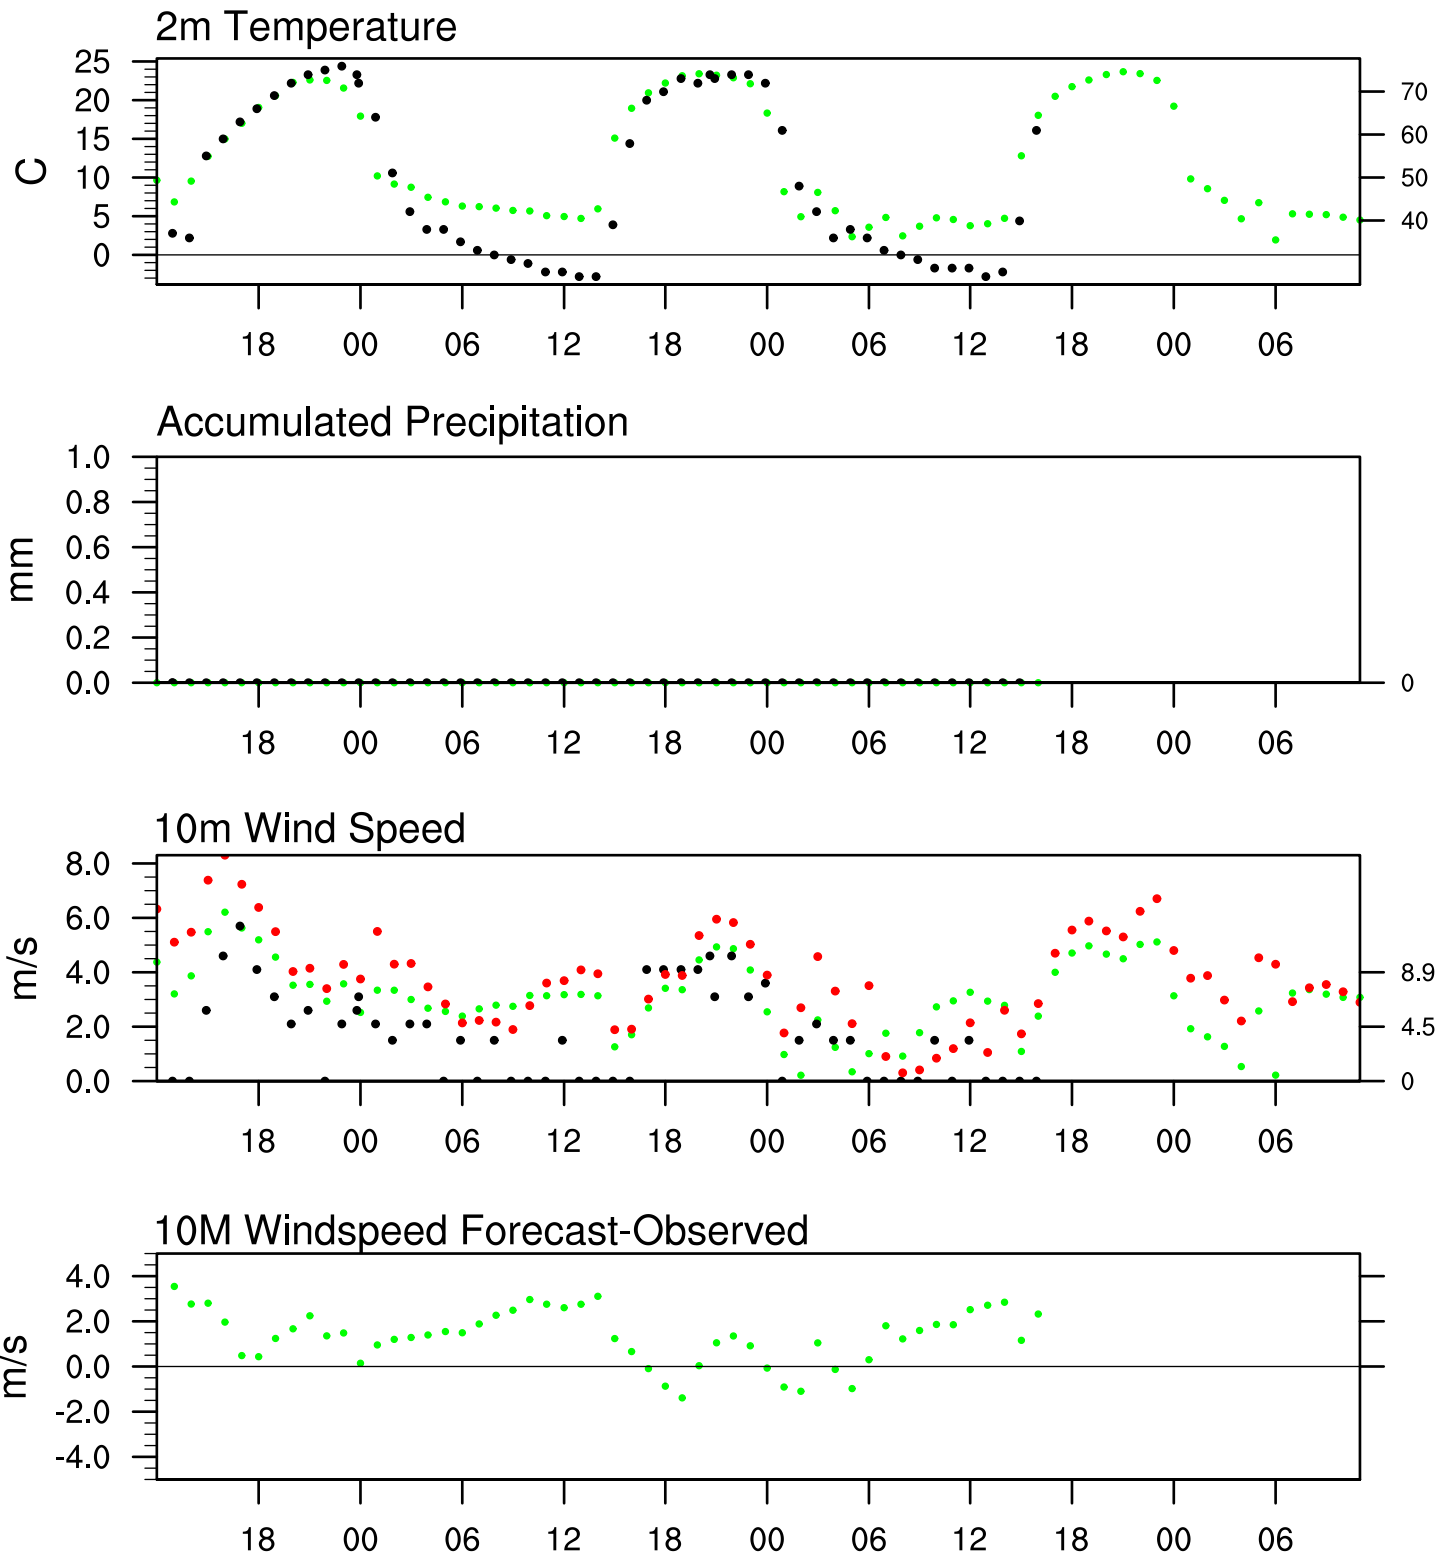 2m Temperature
25
20
15
10
5
0
C
70
60
50
40
18 00 06 12 18 00 06 12 18 00 06
Accumulated Precipitation
1.0
0.8
0.6
0.4
0.2
0.0
mm
0
18 00 06 12 18 00 06 12 18 00 06
10m Wind Speed
8.0
6.0
4.0
2.0
0.0
m/s
8.9
4.5
0
18 00 06 12 18 00 06 12 18 00 06
10M Windspeed Forecast-Observed
4.0
2.0
0.0
-2.0
-4.0
m/s
18 00 06 12 18 00 06 12 18 00 06